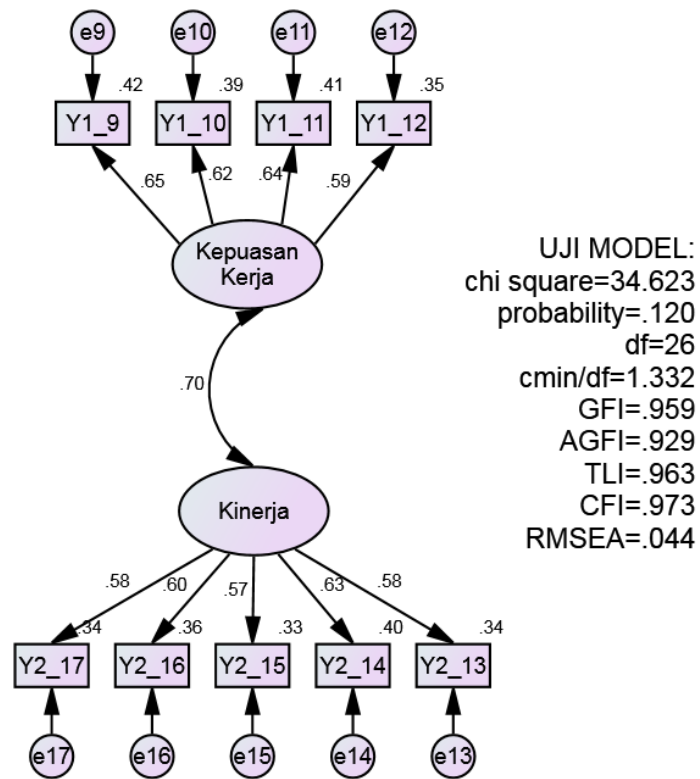 e9 e10 e11 e12
.42 .39 .41 .35
Y1_9 Y1_10 Y1_11 Y1_12
.65 .62 .64 .59
Kepuasan
Kerja
.70
Kinerja
.58 .60 .57 .63 .58
.34 .36 .33 .40 .34
Y2_17 Y2_16 Y2_15 Y2_14 Y2_13
e17 e16 e15 e14 e13
UJI MODEL:
chi square=34.623
probability=.120
df=26
cmin/df=1.332
GFI=.959
AGFI=.929
TLI=.963
CFI=.973
RMSEA=.044